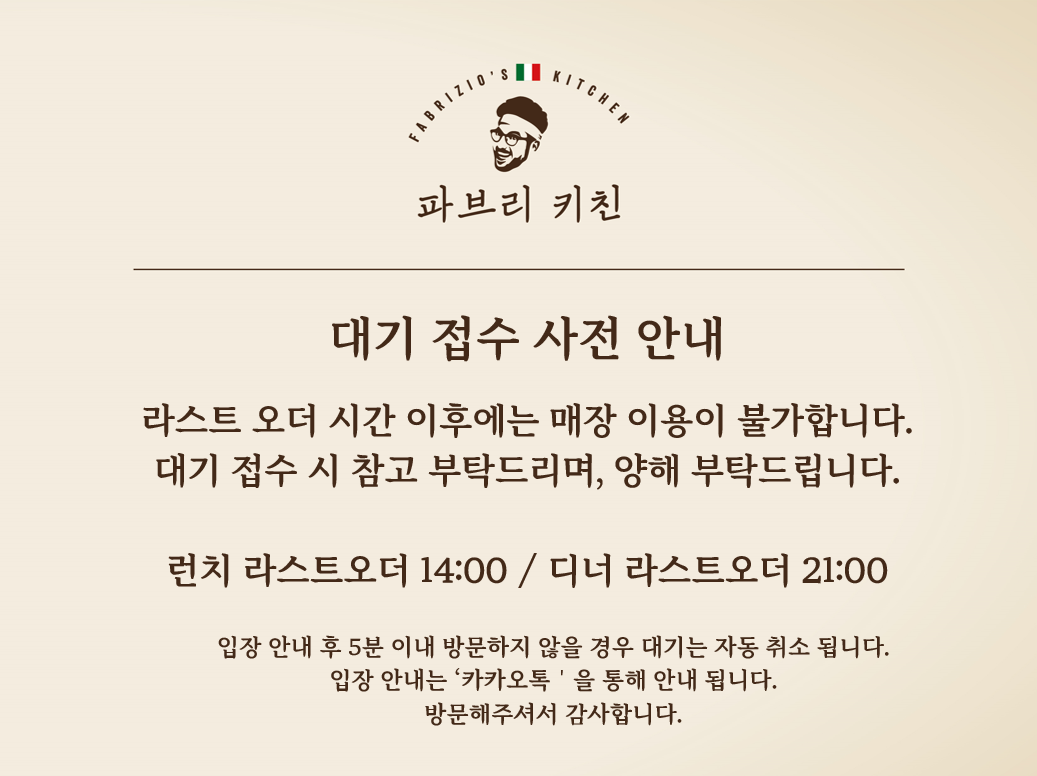 FABRIZIO'S KITCHEN
파브리 키친
대기 접수 사전 안내
라스트 오더 시간 이후에는 매장 이용이 불가합니다.
대기 접수 시 참고 부탁드리며, 양해 부탁드립니다.
런치 라스트오더 14:00 / 디너 라스트오더 21:00
입장 안내 후 5분 이내 방문하지 않을 경우 대기는 자동 취소 됩니다.
입장 안내는 ‘카카오톡 ' 을 통해 안내 됩니다.
방문해주셔서 감사합니다.